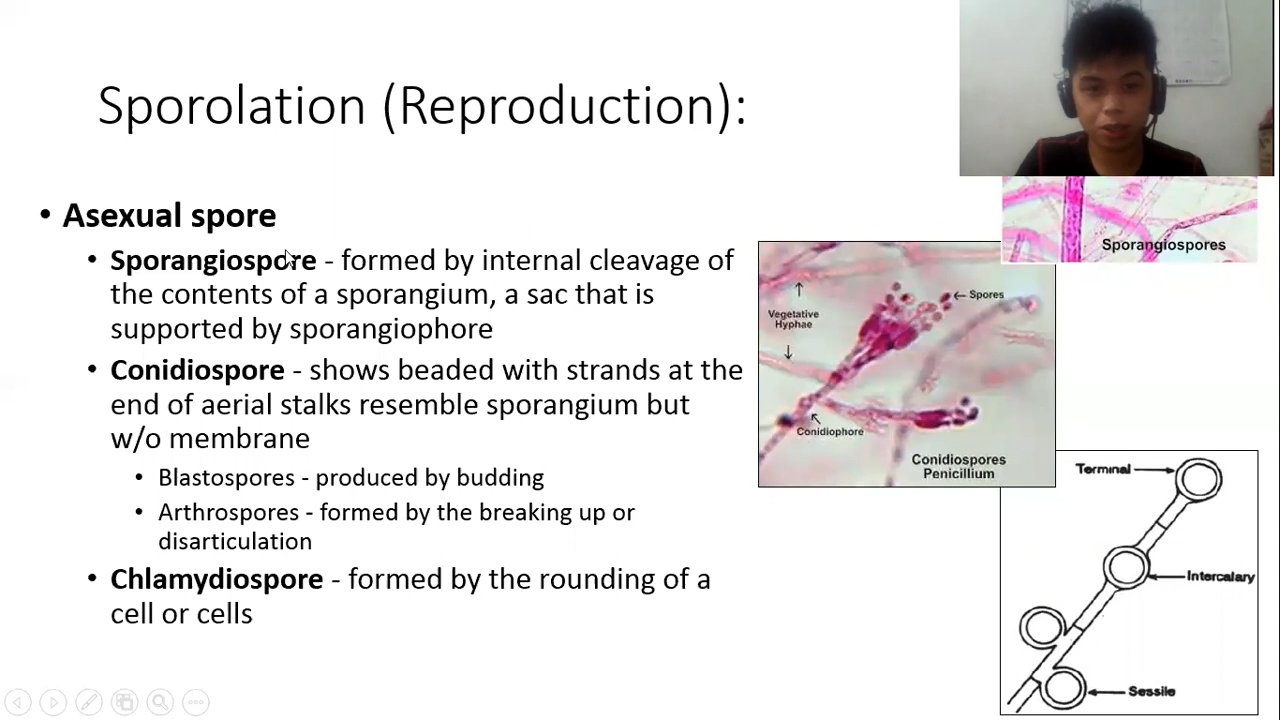 Sporolation (Reproduction):
• Asexual spore
• Sporangiospore - formed by internal cleavage of
the contents of a sporangium, a sac that is
supported by sporangiophore
• Conidiospore - shows beaded with strands at the
end of aerial stalks resemble sporangium but
w/o membrane
• Blastospores - produced by budding
• Arthrospores - formed by the breaking up or
disarticulation
• Chlamydiospore - formed by the rounding of a
cell or cells
Sporangiospores
Spores
Vegetative
Hyphae
Conidiophore
Conidiospores
Penicillium
Terminal
Intercalary
Sessile